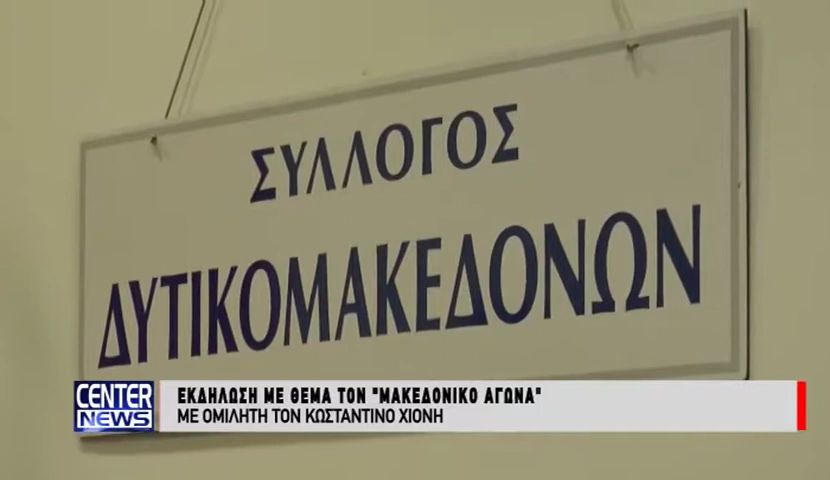 ΣΥΛΛΟΓΟΣ
ΔΥΤΙΚΟΜΑΚΕΔΟΝΩΝ
CENTER
NEWS
ΕΚΔΗΛΩΣΗ ΜΕ ΘΕΜΑ ΤΟΝ "ΜΑΚΕΔΟΝΙΚΟ ΑΓΩΝΑ"
ΜΕ ΟΜΙΛΗΤΗ ΤΟΝ ΚΩΣΤΑΝΤΙΝΟ ΧΙΟΝΗ